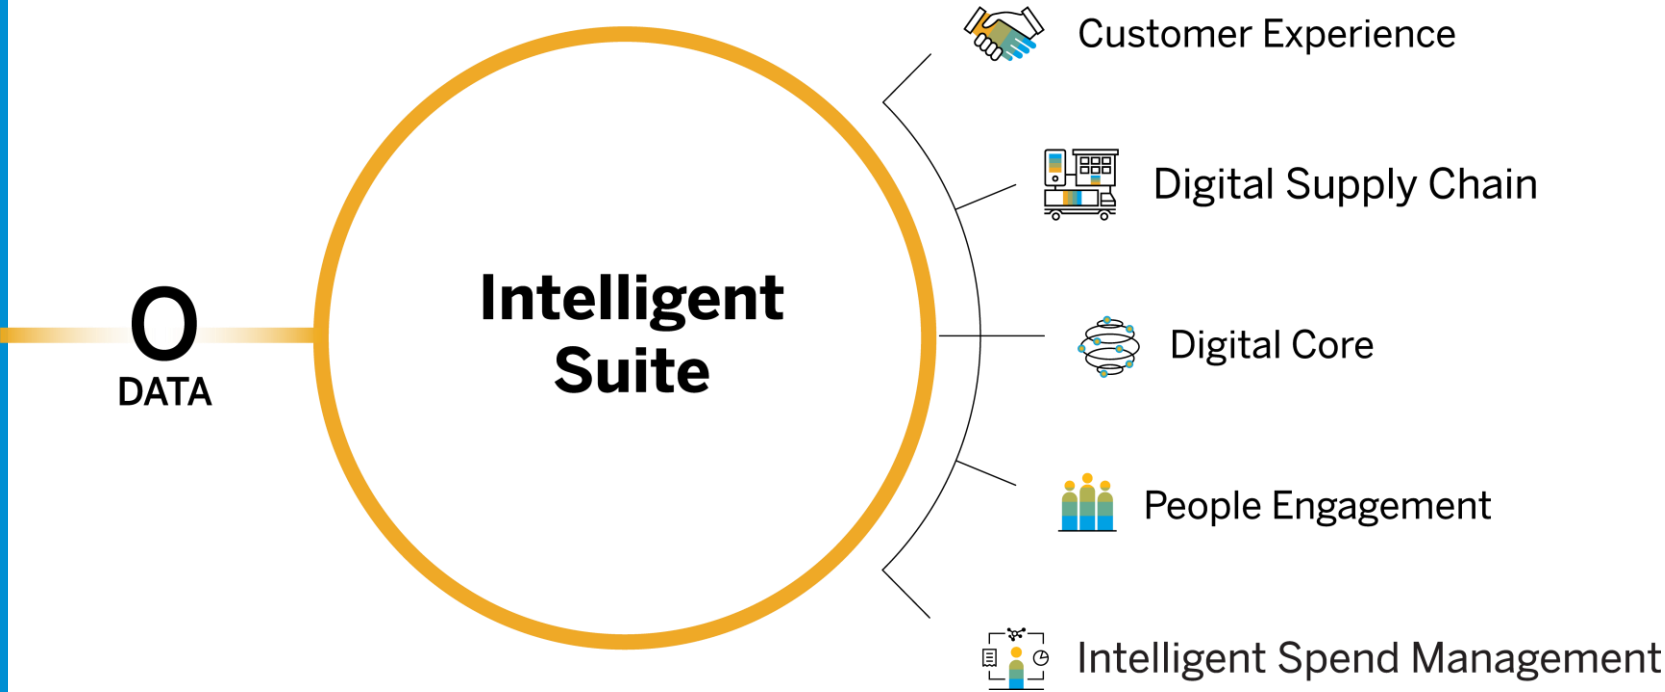 Customer Experience
Digital Supply Chain
Intelligent
Suite
O
DATA
Digital Core
People Engagement
Intelligent Spend Management